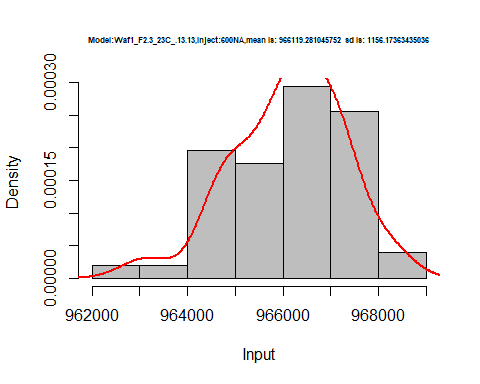 Model:Waf1_F2.3_23C_.13.13,Inject:600NA,mean is: 966119.281045752 sd is: 1156.17363435036
0.00030
0.00015
0.00000
Density
962000 964000 966000 968000
Input